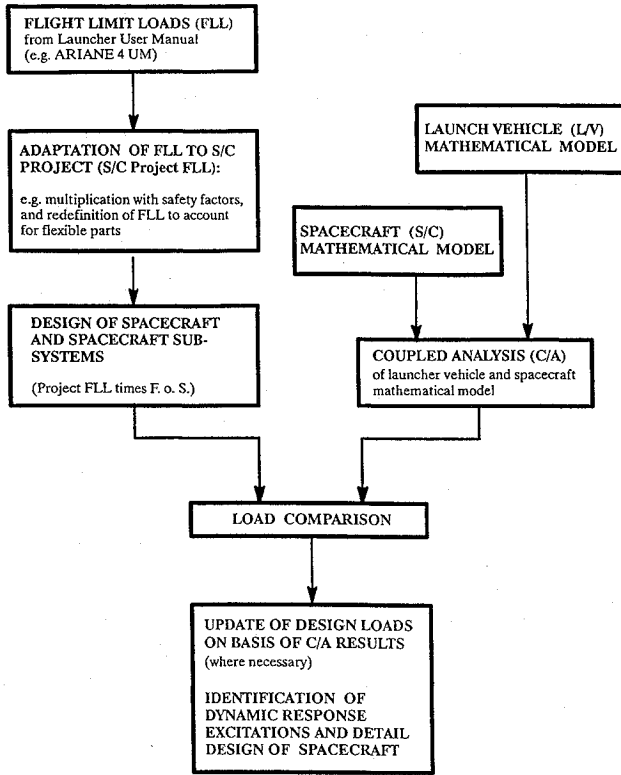 FLIGHT LIMIT LOADS (FLL)
from Launcher User Manual
(e.g. ARIANE 4 UM)
ADAPTATION OF FLL TO S/C
PROJECT (S/C Project FLL):
e.g. multiplication with safety factors,
and redefinition of FLL to account
for flexible parts
DESIGN OF SPACECRAFT
AND SPACECRAFT SUB-
SYSTEMS
(Project FLL times F. o. S.)
LAUNCH VEHICLE (L/V)
MATHEMATICAL MODEL
SPACECRAFT (S/C)
MATHEMATICAL MODEL
COUPLED ANALYSIS (C/A)
of launcher vehicle and spacecraft
mathematical model
LOAD COMPARISON
UPDATE OF DESIGN LOADS
ON BASIS OF C/A RESULTS
(where necessary)
IDENTIFICATION OF
DYNAMIC RESPONSE
EXCITATIONS AND DETAIL
DESIGN OF SPACECRAFT